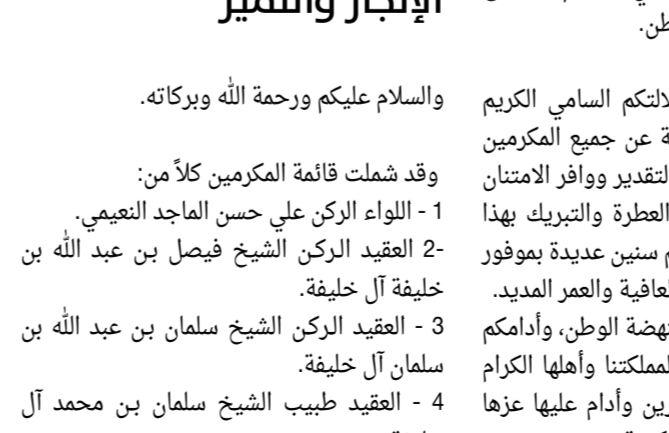 طن.
التكم السامي الكريم
ة عن جميع المكرمين
لتقدير ووافر الامتنان
العطرة والتبريك بهذا
م سنين عديدة بموفور
لعافية والعمر المديد.
نهضة الوطن، وأدامكم
لمملكتنا وأهلها الكرام
رين وأدام عليها عزها
الإنجاز والتميز
والسلام عليكم ورحمة الله وبركاته.
وقد شملت قائمة المكرمين كلاً من:
1 - اللواء الركن علي حسن الماجد النعيمي.
-2 العقيد الركن الشيخ فيصل بن عبد الله بن
خليفة آل خليفة.
3 - العقيد الركن الشيخ سلمان بن عبد الله بن
سلمان آل خليفة.
4 - العقيد طبيب الشيخ سلمان بن محمد آل